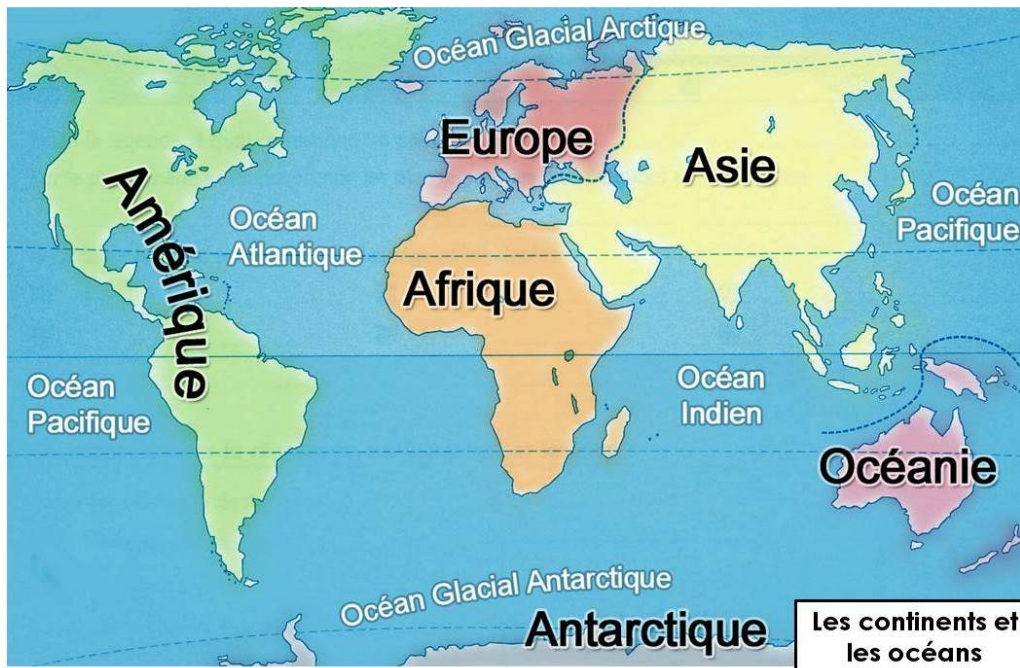 Océan Glacial Arctique
Europe
Asie
Amérique
Océan
Atlantique
Océan
Pacifique
Afrique
Océan
Pacifique
Océan
Indien
Océanie
Océan Glacial Antarctique
Antarctique
Les continents et
les océans